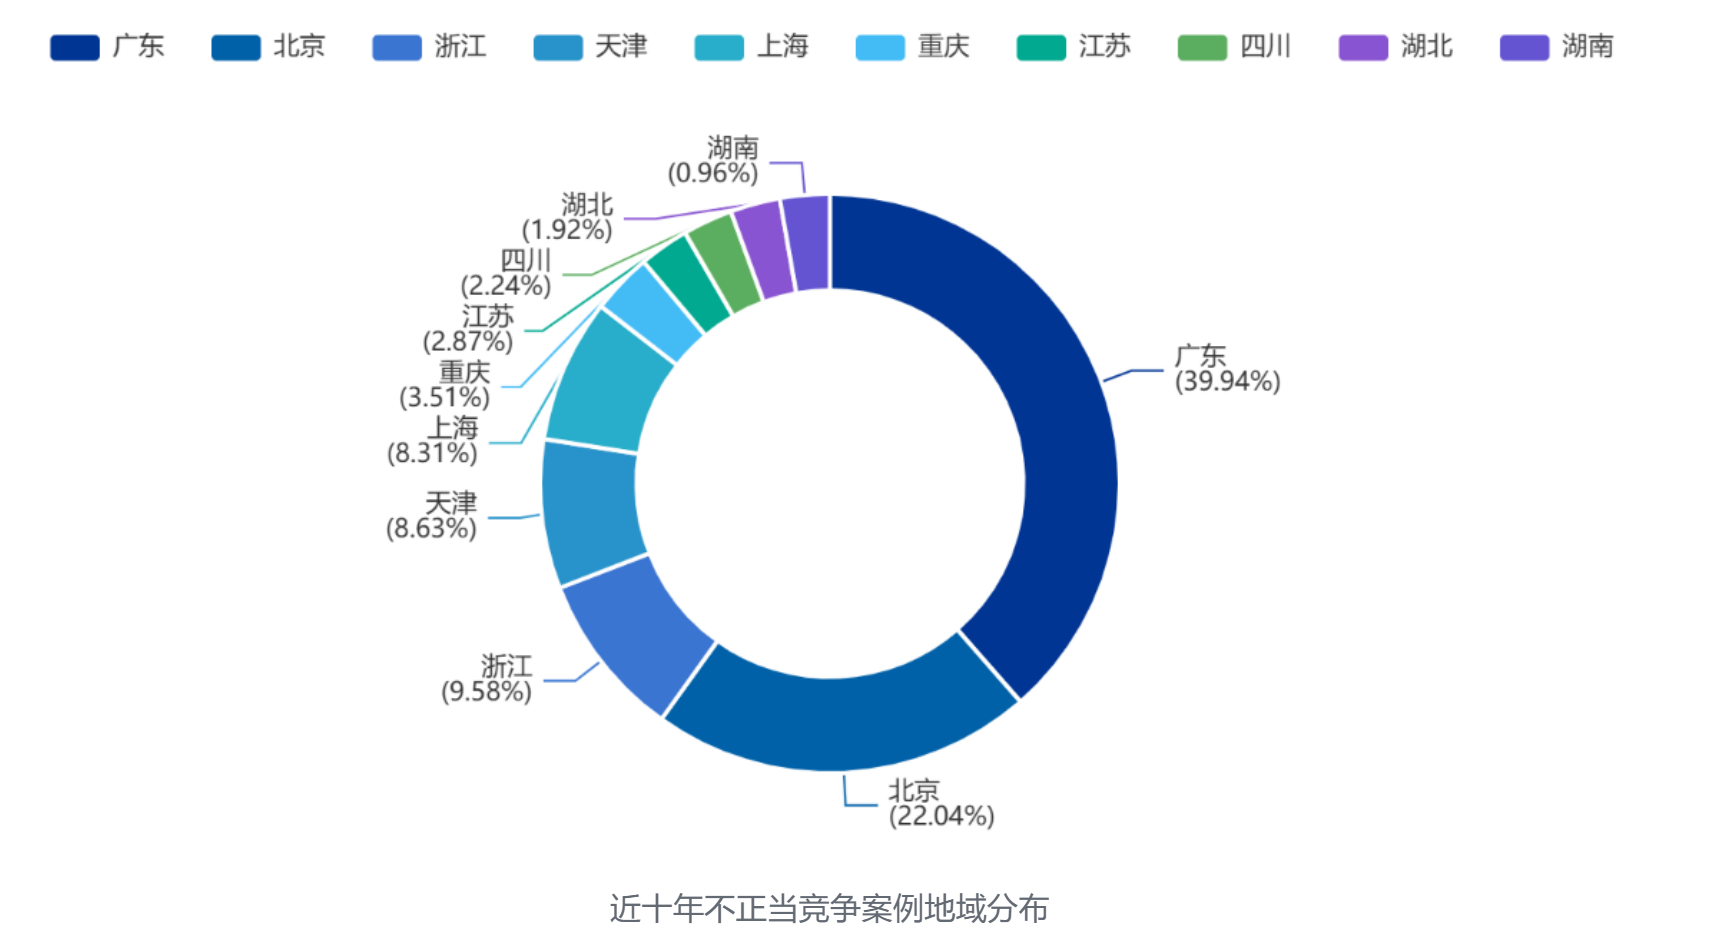 广东 北京 浙江 天津 上海 重庆 江苏 四川 湖北 湖南
湖南
(0.96%)
湖北
(1.92%)
四川
(2.24%)
江苏
(2.87%)
重庆
(3.51%)
上海
(8.31%)
天津
(8.63%)
浙江
(9.58%)
广东
(39.94%)
北京
(22.04%)
近十年不正当竞争案例地域分布